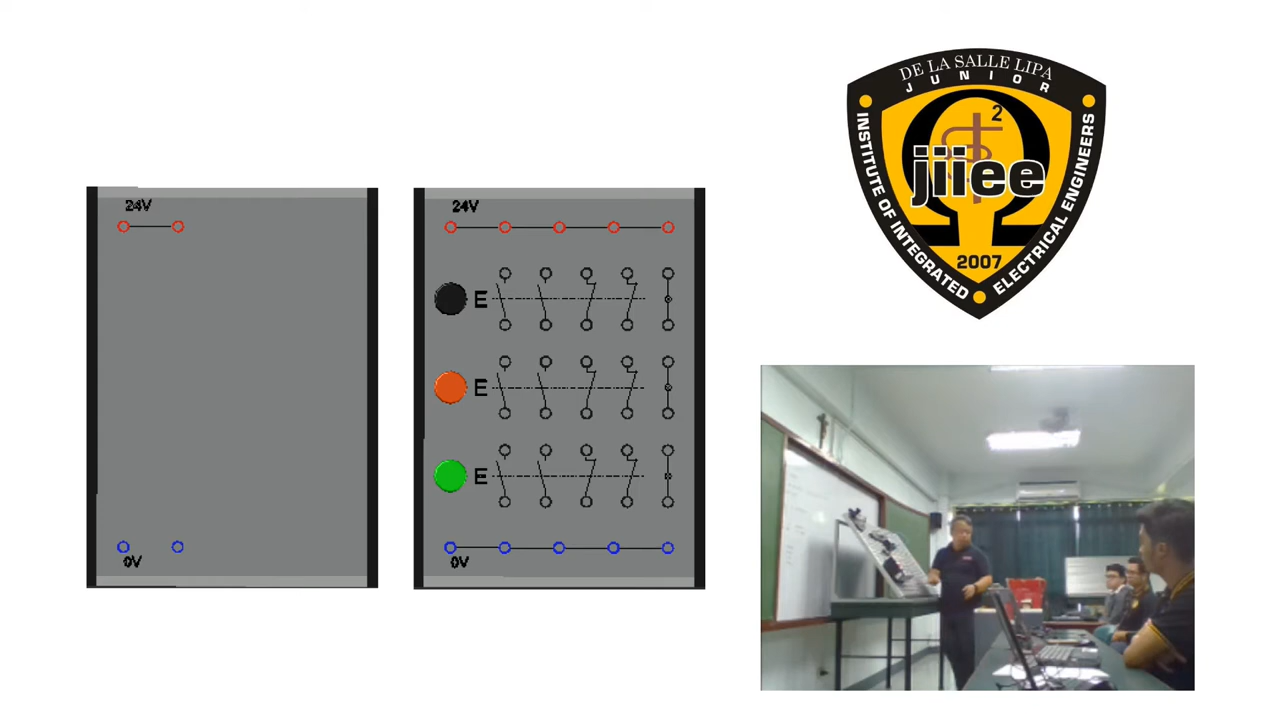 24V
0V
24V
E
E
E
0V
DE LA SALLE LIPA
JUNIOR
2
jiiee
2007
INSTITUTE OF INTEGRATED
ELECTRICAL ENGINEERS